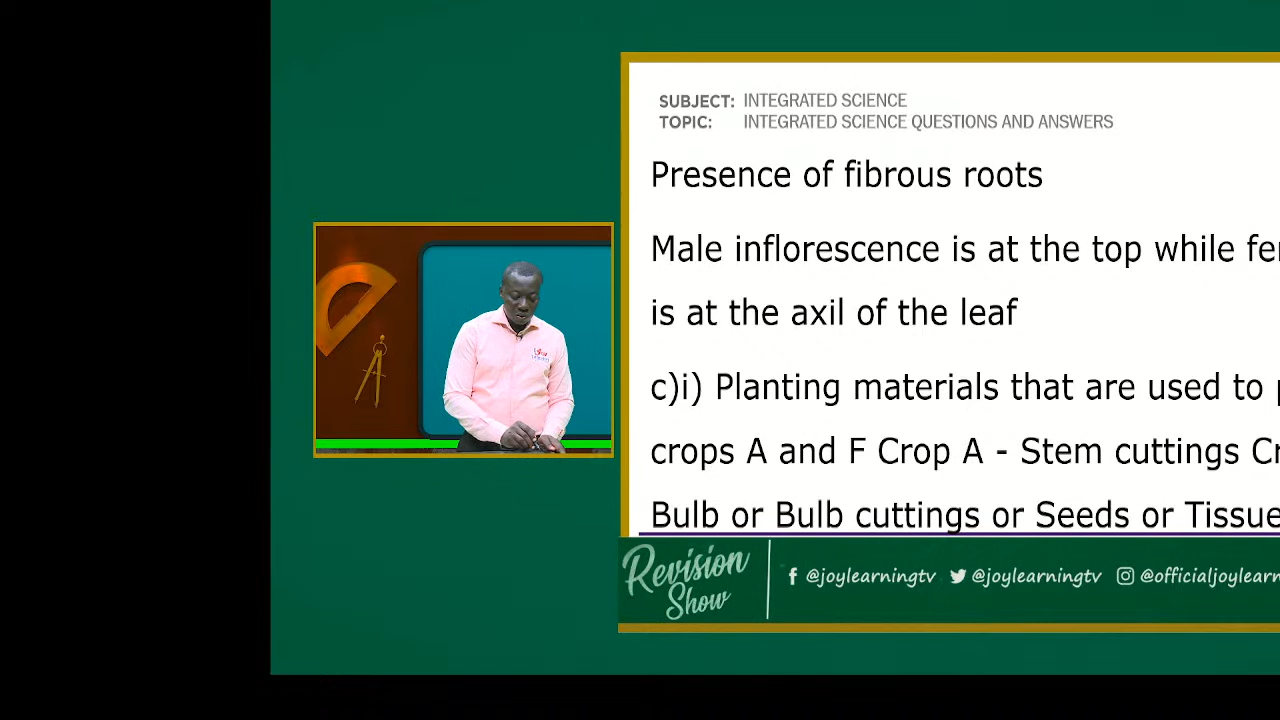 SUBJECT: INTEGRATED SCIENCE
TOPIC: INTEGRATED SCIENCE QUESTIONS AND ANSWERS
Presence of fibrous roots
Male inflorescence is at the top while
is at the axil of the leaf
c)i) Planting materials that are used to
crops A and F Crop A - Stem cuttings
Bulb or Bulb cuttings or Seeds or Tissue
Revision
Show
@joylearningtv @joylearningtv